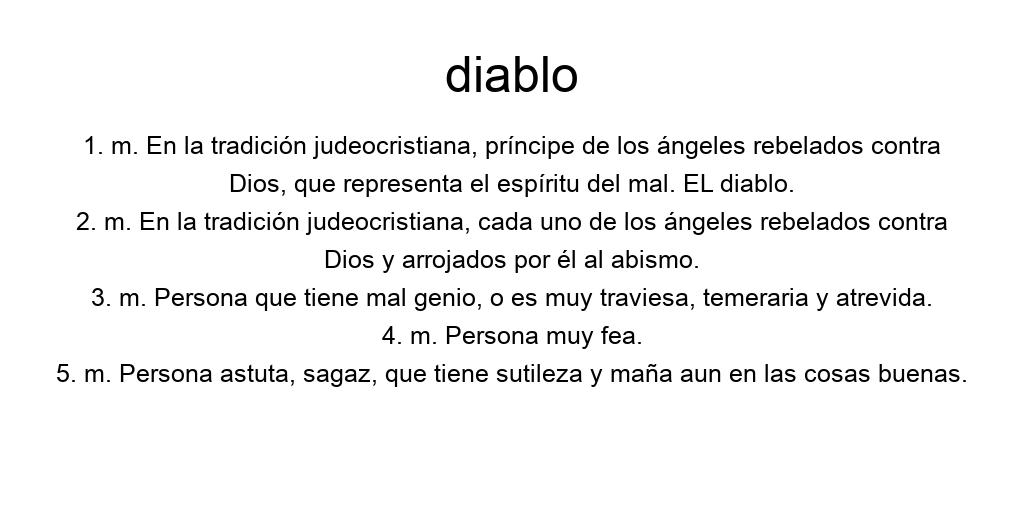 diablo
1. m. En la tradición judeocristiana, príncipe de los ángeles rebelados contra
Dios, que representa el espíritu del mal. EL diablo.
2. m. En la tradición judeocristiana, cada uno de los ángeles rebelados contra
Dios y arrojados por él al abismo.
3. m. Persona que tiene mal genio, o es muy traviesa, temeraria y atrevida.
4. m. Persona muy fea.
5. m. Persona astuta, sagaz, que tiene sutileza y maña aun en las cosas buenas.